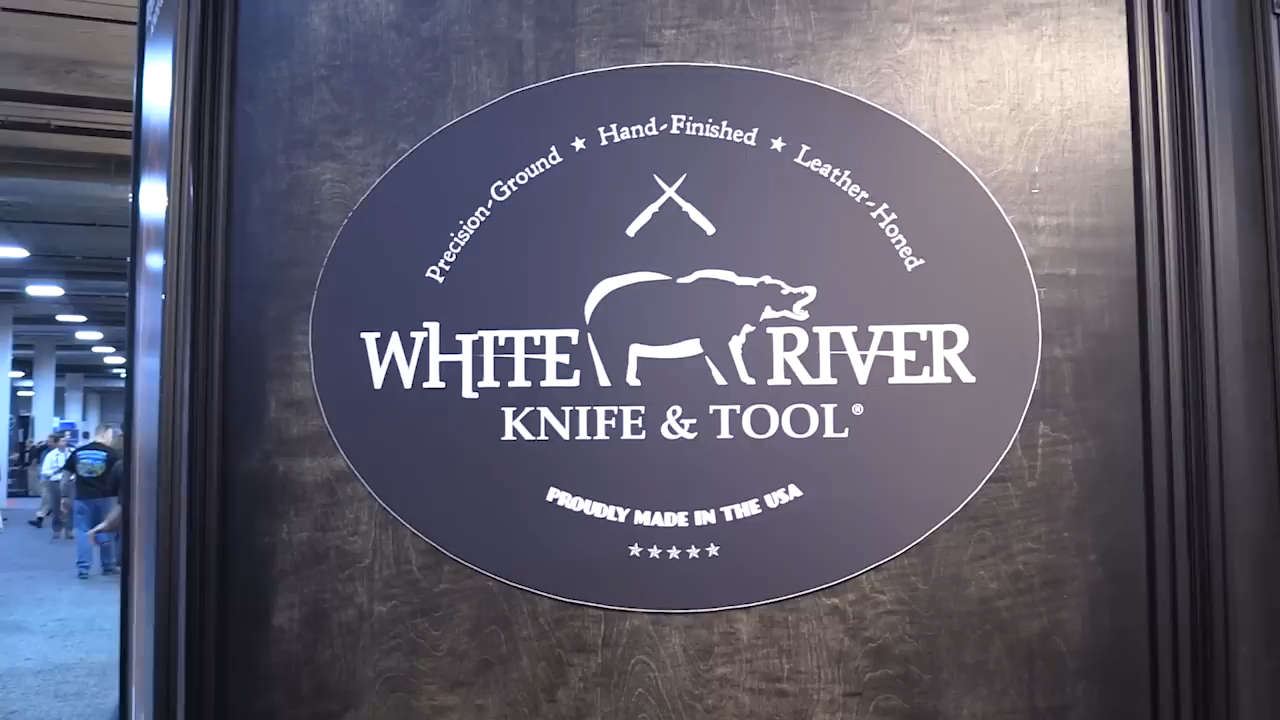 Precision-Ground ★ Hand-Finished ★ Leather-Honed
WHITE RIVER
KNIFE & TOOL®
PROUDLY MADE IN THE USA